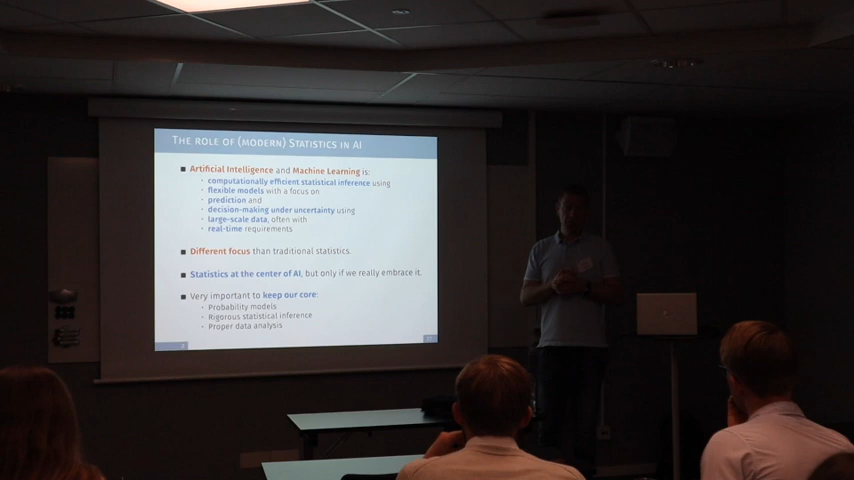 THE ROLE OF (MODERN) STATISTICS IN AI
Artificial Intelligence and Machine Learning is:
computationally efficient statistical inference using
flexible models with a focus on
prediction and
decision-making under uncertainty using
large-scale data, often with
real-time requirements
Different focus than traditional statistics.
Statistics at the center of AI, but only if we really embrace it.
Very important to keep our core:
Probability models
Rigorous statistical inference
Proper data analysis